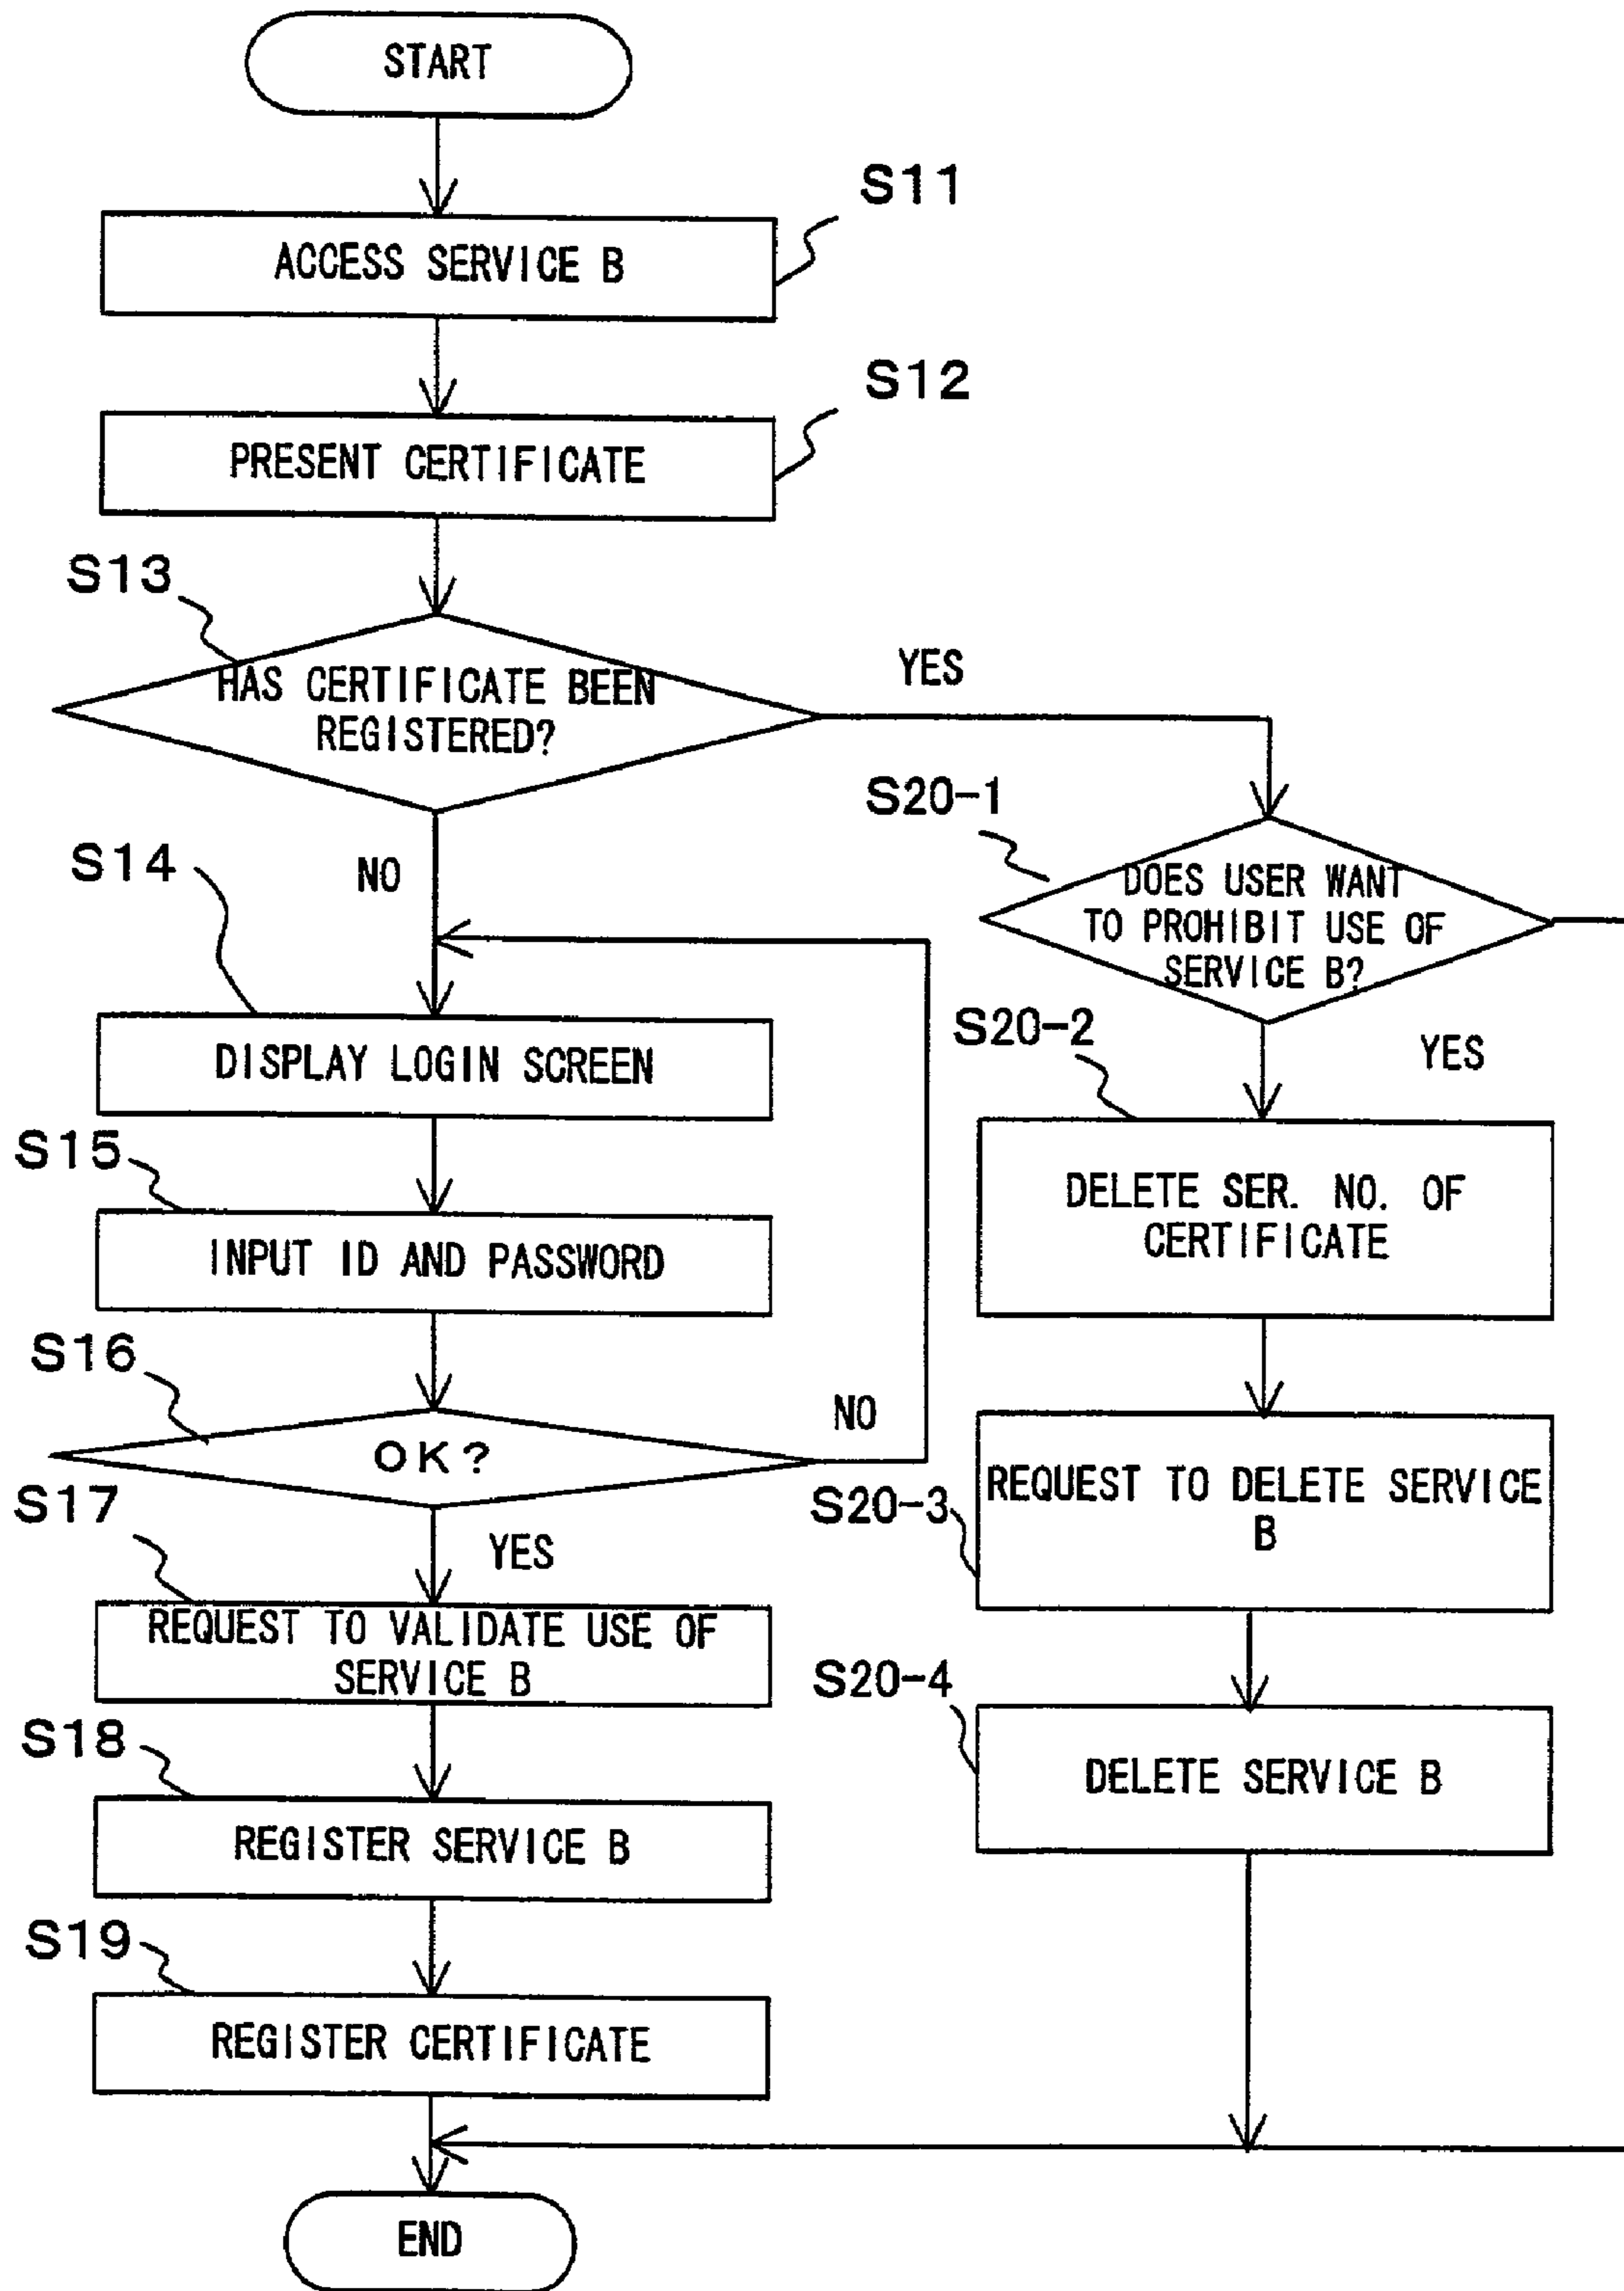 START
S11
ACCESS SERVICE B
S12
PRESENT CERTIFICATE
S13
HAS CERTIFICATE BEEN
REGISTERED?
YES
NO
S14
DISPLAY LOGIN SCREEN
S15
INPUT ID AND PASSWORD
S16
OK?
NO
YES
S17
REQUEST TO VALIDATE USE OF
SERVICE B
S18
REGISTER SERVICE B
S19
REGISTER CERTIFICATE
S20-1
DOES USER WANT
TO PROHIBIT USE OF
SERVICE B?
YES
S20-2
DELETE SER. NO. OF
CERTIFICATE
S20-3
REQUEST TO DELETE SERVICE
B
S20-4
DELETE SERVICE B
END